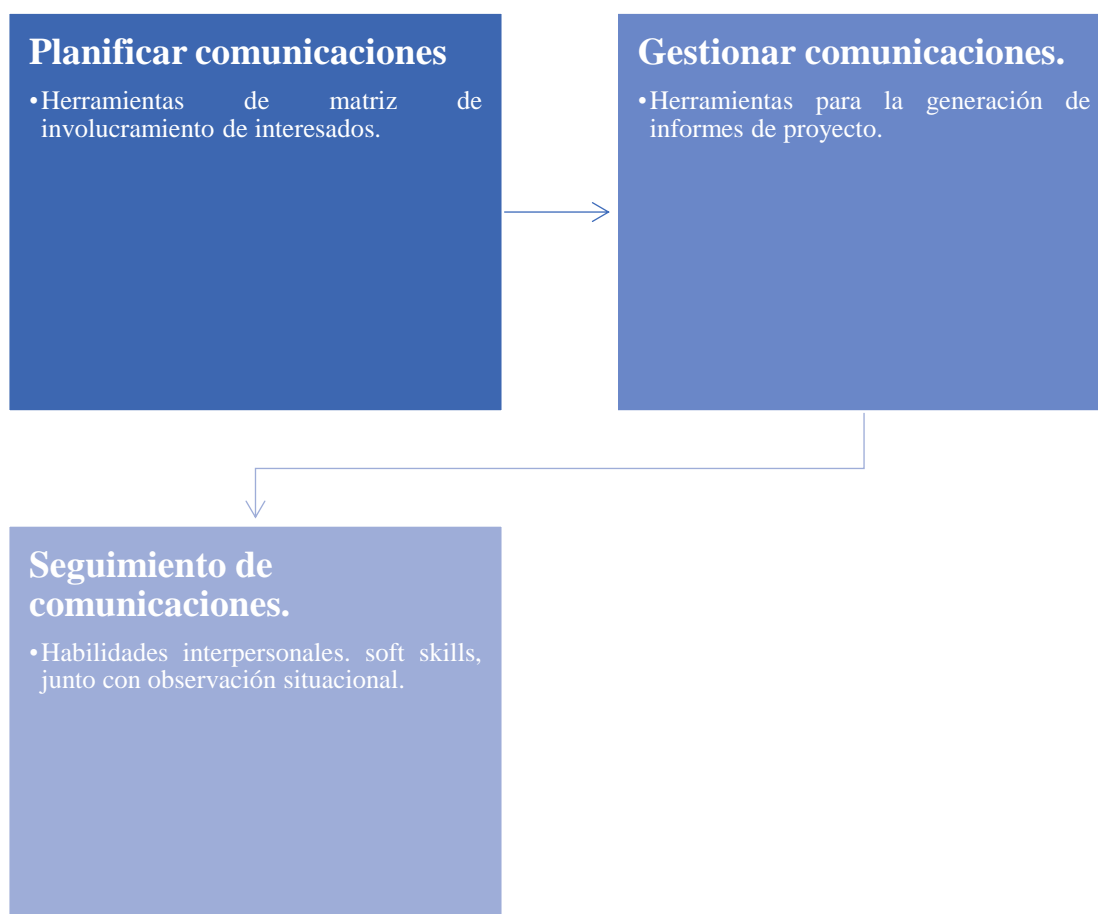 Planificar comunicaciones
•Herramientas de matriz de
involucramiento de interesados.
Gestionar comunicaciones.
•Herramientas para la generación de
informes de proyecto.
Seguimiento de
comunicaciones.
•Habilidades interpersonales. soft skills,
junto con observación situacional.